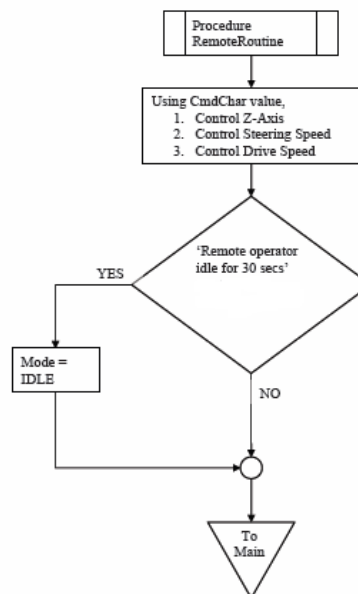 Procedure
RemoteRoutine
Using CmdChar value,
1. Control Z-Axis
2. Control Steering Speed
3. Control Drive Speed
'Remote operator
idle for 30 secs'
YES
Mode =
IDLE
NO
To
Main